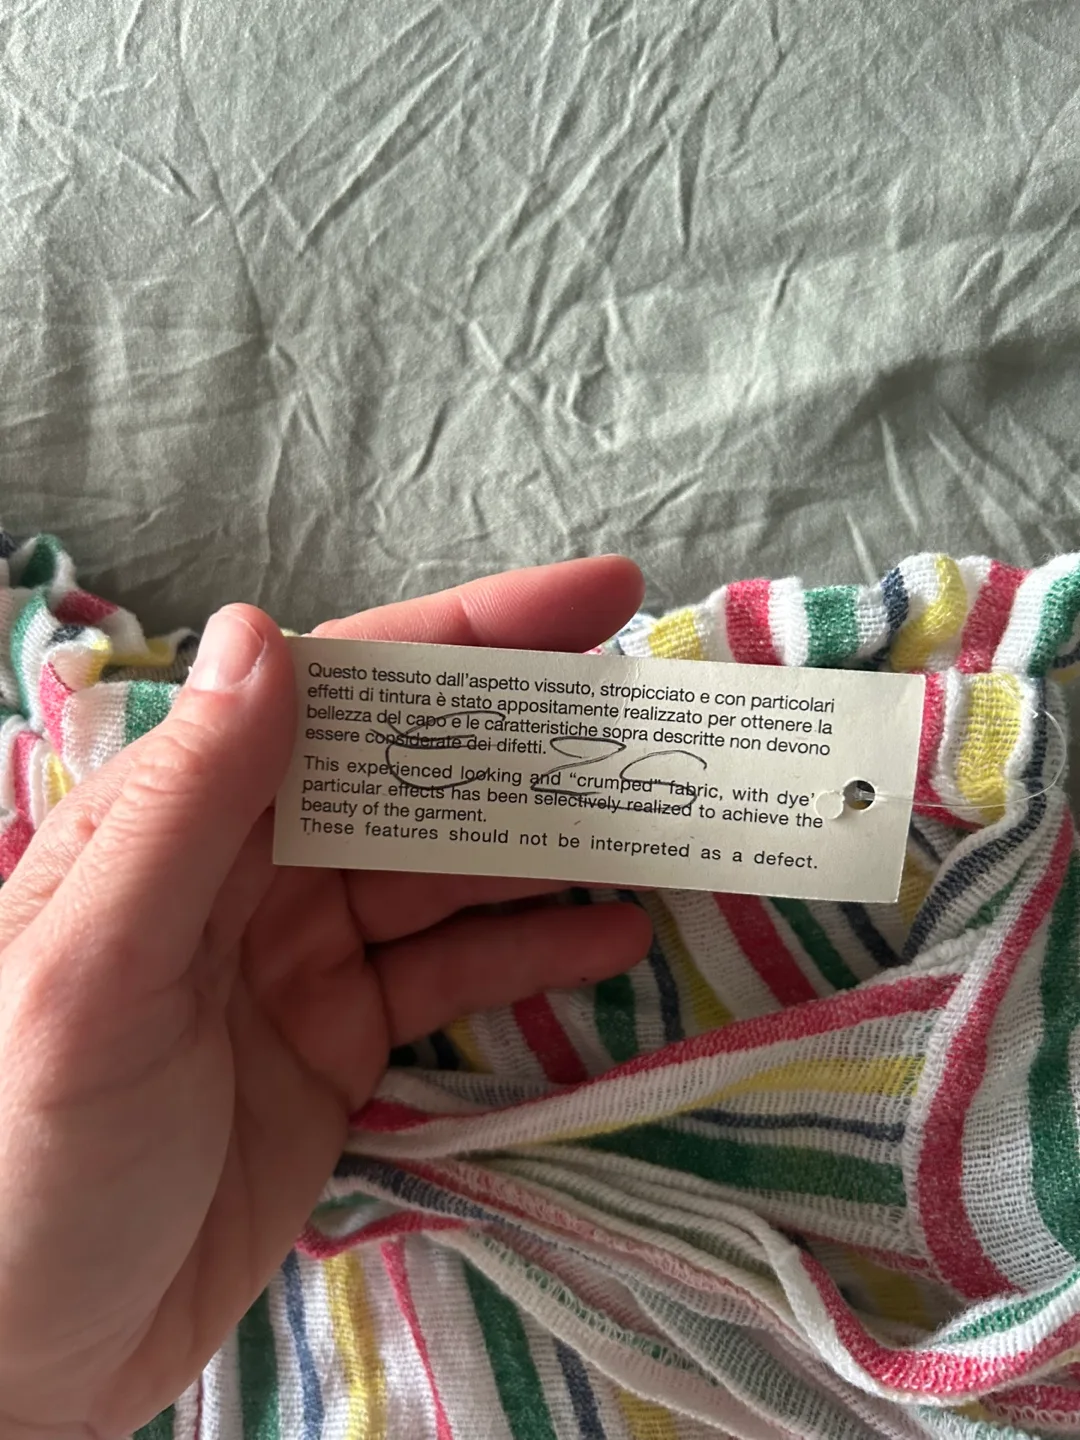 Questo tessuto dall'aspetto vissuto, stropicciato e con particolari
effetti di tintura è stato appositamente realizzato per ottenere la
bellezza del capo e le caratteristiche sopra descritte non devono
essere considerate dei difetti.
This experienced looking and “crumped” fabric, with dye'
particular effects has been selectively realized to achieve the
beauty of the garment.
These features should not be interpreted as a defect.